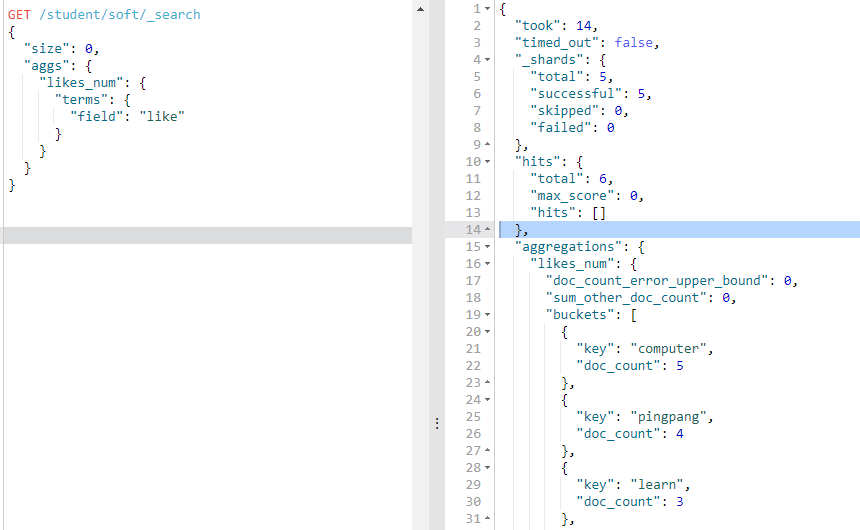 GET /student/soft/_search
{
  "size": 0,
  "aggs": {
    "likes_num": {
      "terms": {
        "field": "like"
      }
    }
  }
}
1 {
2   "took": 14,
3   "timed_out": false,
4   "_shards": {
5     "total": 5,
6     "successful": 5,
7     "skipped": 0,
8     "failed": 0
9   },
10   "hits": {
11     "total": 6,
12     "max_score": 0,
13     "hits": []
14   },
15   "aggregations": {
16     "likes_num": {
17       "doc_count_error_upper_bound": 0,
18       "sum_other_doc_count": 0,
19       "buckets": [
20         {
21           "key": "computer",
22           "doc_count": 5
23         },
24         {
25           "key": "pingpang",
26           "doc_count": 4
27         },
28         {
29           "key": "learn",
30           "doc_count": 3
31         },